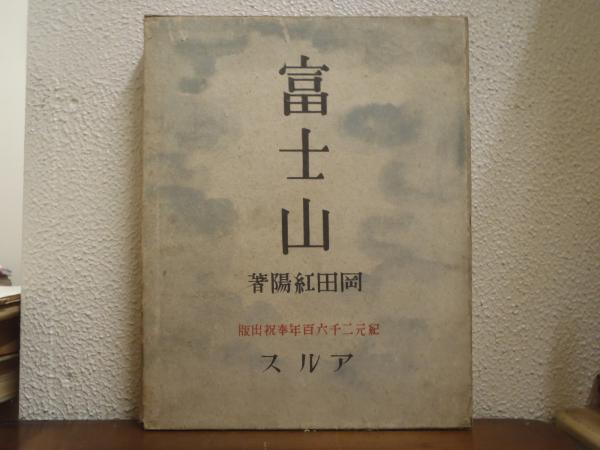 富士山
岡田紅陽著
紀元二千六百年奉祝出版
アルス